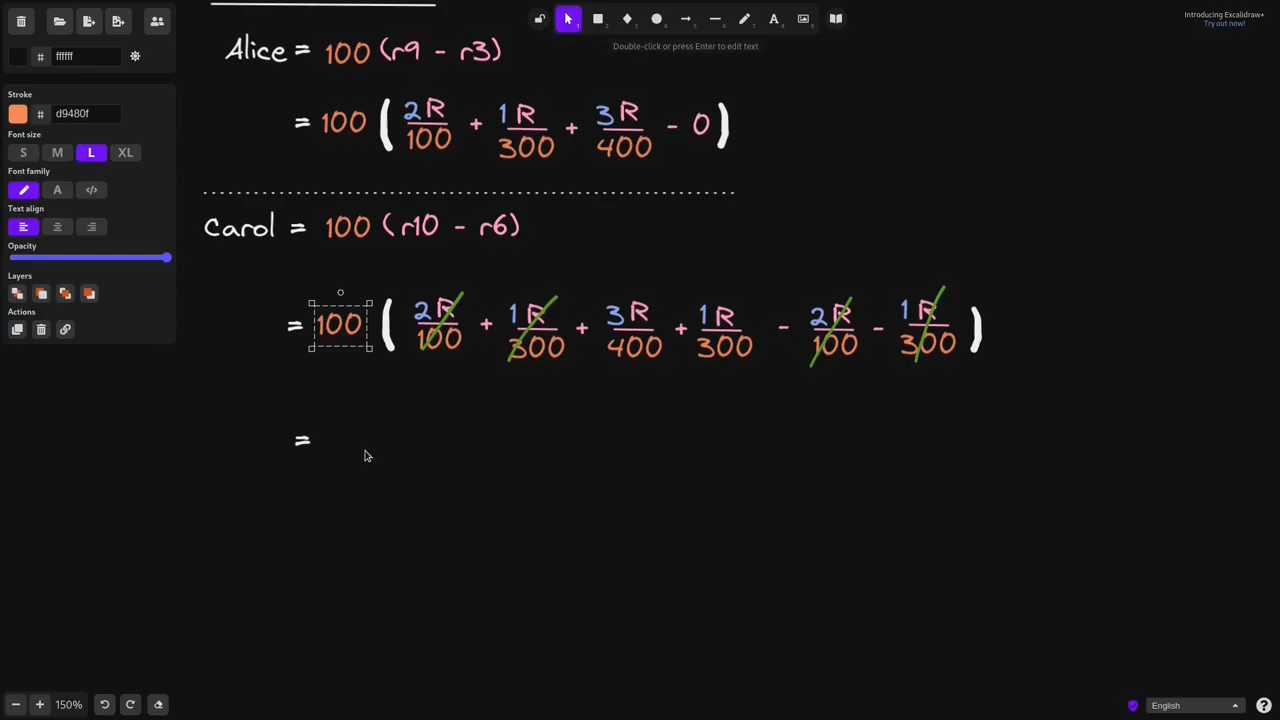 Introducing Excalidraw+
Try out now!
# ffffff
Double-click or press Enter to edit text
Stroke
# d9480f
Font size
S M L XL
Font family
A </>
Text align
Opacity
Layers
Actions
Alice = 100 (r9 - r3)
= 100 ( 2R/100 + 1R/300 + 3R/400 - 0 )
Carol = 100 (r10 - r6)
= 100 ( 2R/100 + 1R/300 + 3R/400 + 1R/300 - 2R/100 - 1R/300 )
=
150%
English